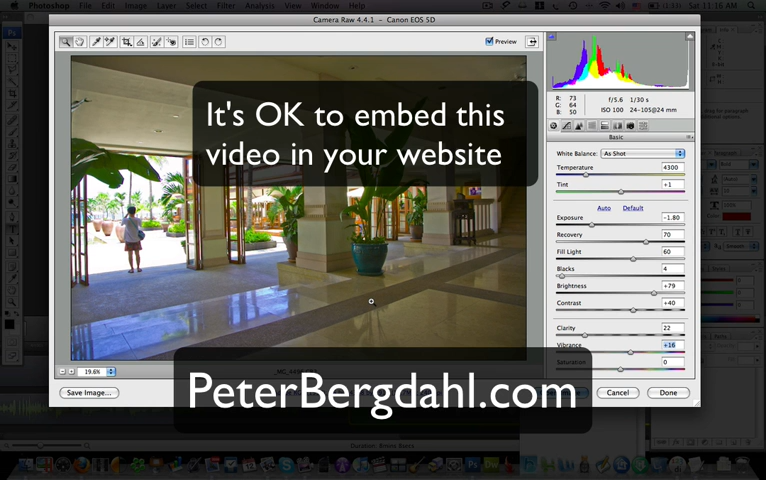 Photoshop File Edit Image Layer Select Filter Analysis View Window Help
Sat 11:16 AM
Camera Raw 4.4.1 - Canon EOS 5D
Preview
It's OK to embed this
video in your website
R: 73
G: 64
B: 50
f/5.6 1/30 s
ISO 100 24-105@24 mm
Basic
White Balance: As Shot
Temperature 4300
Tint +1
Auto Default
Exposure -1.80
Recovery 70
Fill Light 60
Blacks 4
Brightness +79
Contrast +40
Clarity 22
Vibrance +16
Saturation 0
19.6%
PeterBergdahl.com
Save Image... Cancel Done